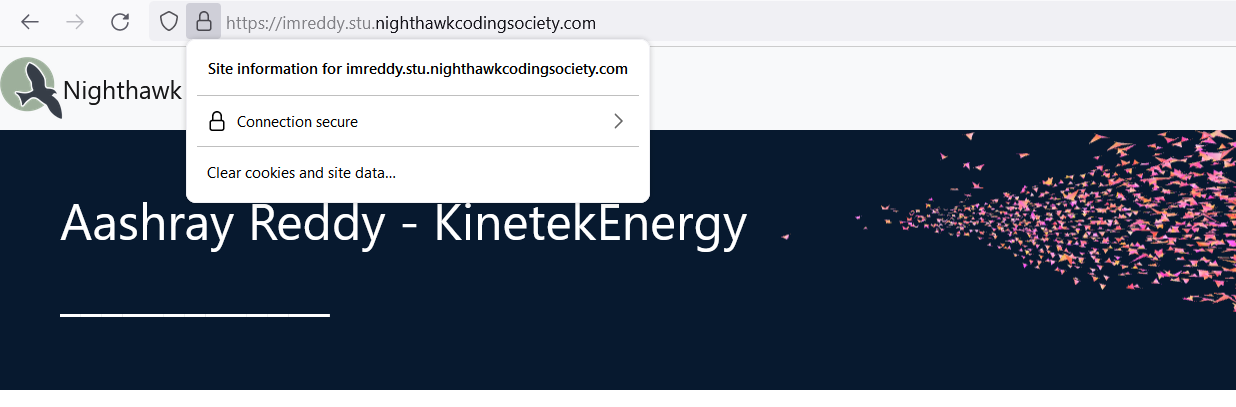 https://imreddy.stu.nighthawkcodingsociety.com
Site information for imreddy.stu.nighthawkcodingsociety.com
Nighthawk
Connection secure
Clear cookies and site data...
Aashray Reddy - KinetekEnergy